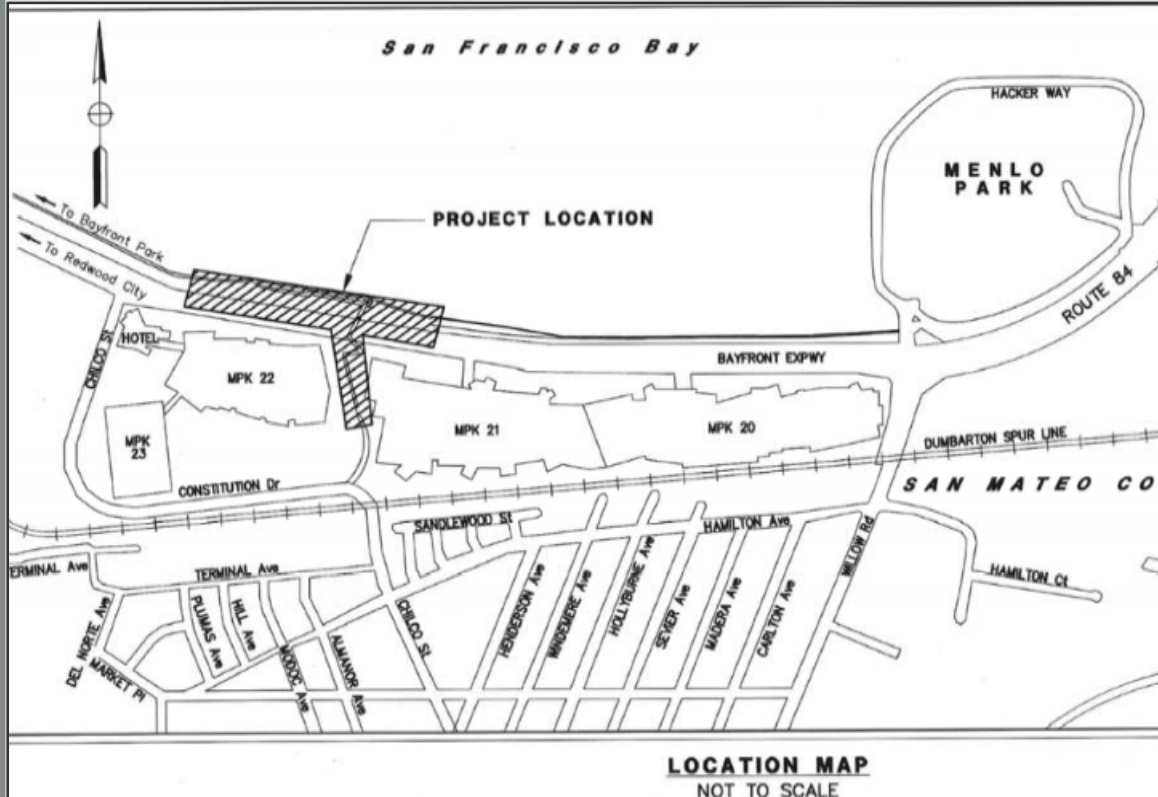 San Francisco Bay
HACKER WAY
MENLO
PARK
PROJECT LOCATION
To Bayfront Park
To Redwood City
ROUTE 84
CHILCO St
HOTEL
BAYFRONT EXPWY
MPK 22
MPK 21
MPK 20
MPK
23
DUMBARTON SPUR LINE
CONSTITUTION Dr
SAN MATEO CO
SANDLEWOOD St
HAMILTON Ave
WILLOW Rd
TERMINAL Ave
TERMINAL Ave
HAMILTON Ct
DEL NORTE Ave
PLUMAS Ave
HILL Ave
MODOC Ave
ALMANOR Ave
CHILCO St
HENDERSON Ave
WINDEMERE Ave
HOLLYBURNE Ave
SEVIER Ave
MADERA Ave
CARLTON Ave
MARKET Pl
LOCATION MAP
NOT TO SCALE